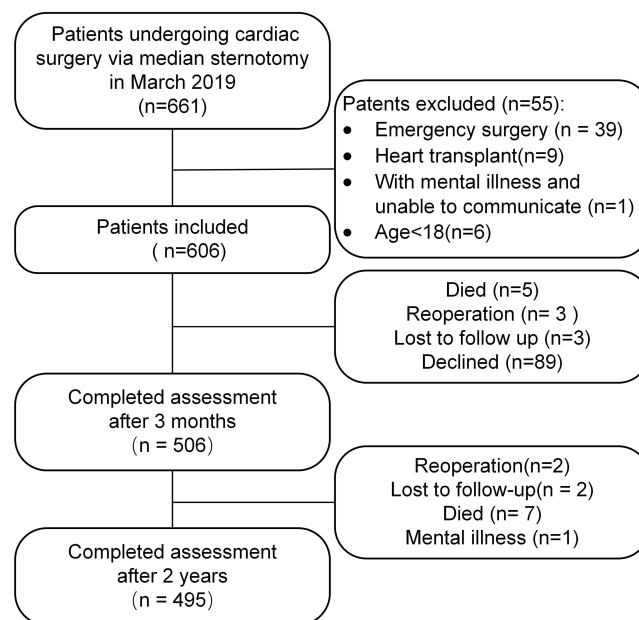 Patients undergoing cardiac
surgery via median sternotomy
in March 2019
(n=661)
Patents excluded (n=55):
• Emergency surgery (n = 39)
• Heart transplant(n=9)
• With mental illness and
unable to communicate (n=1)
• Age<18(n=6)
Patients included
( n=606)
Died (n=5)
Reoperation (n= 3 )
Lost to follow up (n=3)
Declined (n=89)
Completed assessment
after 3 months
(n = 506)
Reoperation(n=2)
Lost to follow-up(n = 2)
Died (n= 7)
Mental illness (n=1)
Completed assessment
after 2 years
(n = 495)